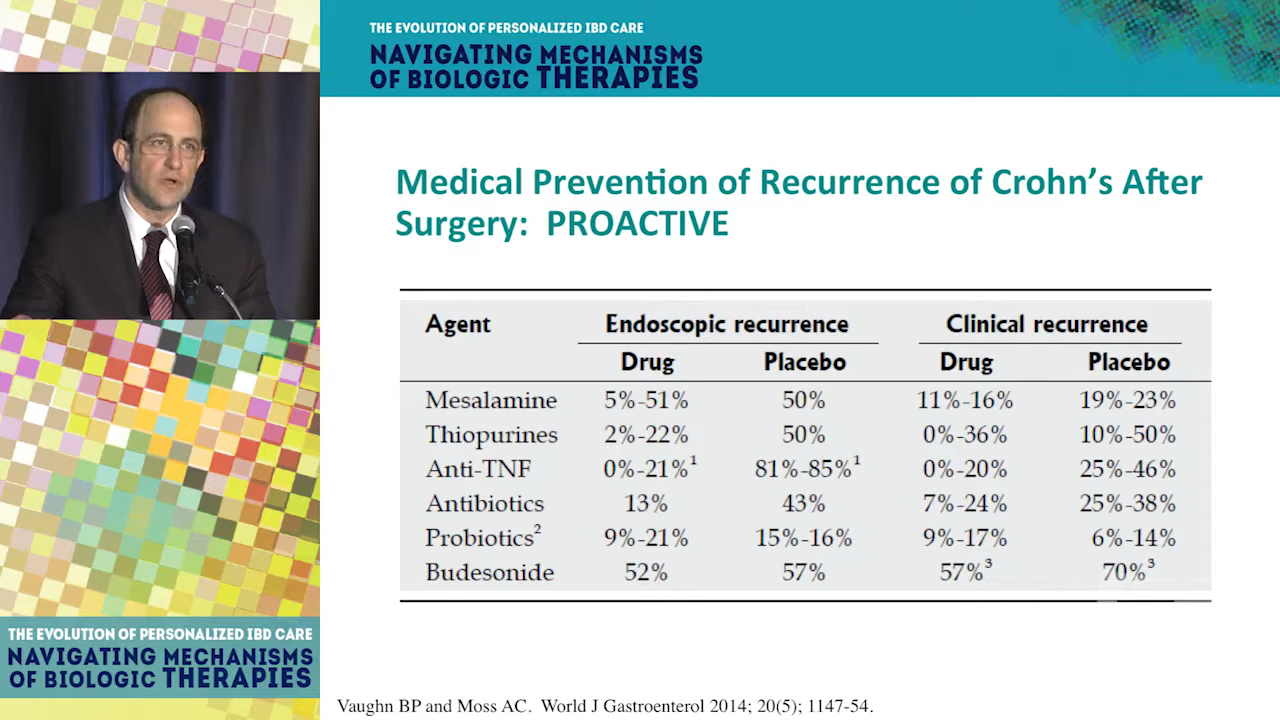 THE EVOLUTION OF PERSONALIZED IBD CARE
NAVIGATING MECHANISMS
OF BIOLOGIC THERAPIES
Medical Prevention of Recurrence of Crohn’s After
Surgery: PROACTIVE
Agent Endoscopic recurrence Clinical recurrence
Drug Placebo Drug Placebo
Mesalamine 5%-51% 50% 11%-16% 19%-23%
Thiopurines 2%-22% 50% 0%-36% 10%-50%
Anti-TNF 0%-21%¹ 81%-85%¹ 0%-20% 25%-46%
Antibiotics 13% 43% 7%-24% 25%-38%
Probiotics² 9%-21% 15%-16% 9%-17% 6%-14%
Budesonide 52% 57% 57%³ 70%³
THE EVOLUTION OF PERSONALIZED IBD CARE
NAVIGATING MECHANISMS
OF BIOLOGIC THERAPIES
Vaughn BP and Moss AC. World J Gastroenterol 2014; 20(5); 1147-54.